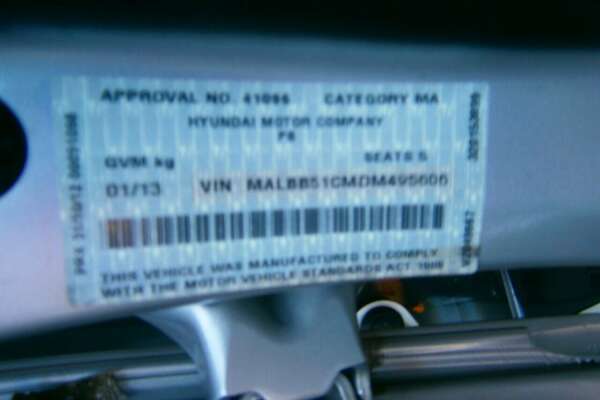 APPROVAL NO. 41066 CATEGORY MA
HYUNDAI MOTOR COMPANY
PB
GVM kg SEATS 5
01/13 VIN MALBB51CMDM495606
THIS VEHICLE WAS MANUFACTURED TO COMPLY
WITH THE MOTOR VEHICLE STANDARDS ACT 1989